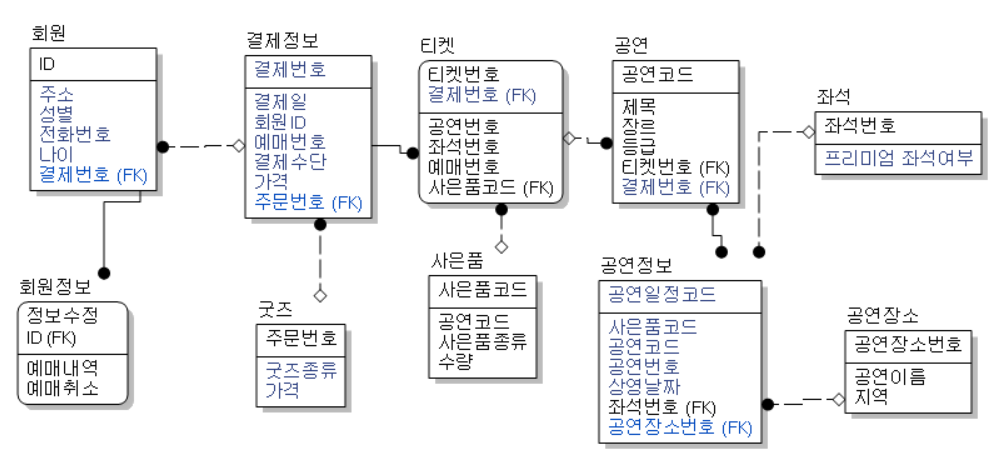 회원
ID
주소
성별
전화번호
나이
결제번호 (FK)
결제정보
결제번호
결제일
회원ID
예매번호
결제수단
가격
주문번호 (FK)
티켓
티켓번호
결제번호 (FK)
공연번호
좌석번호
예매번호
사은품코드 (FK)
공연
공연코드
제목
장르
등급
티켓번호 (FK)
결제번호 (FK)
좌석
좌석번호
프리미엄 좌석여부
회원정보
정보수정
ID (FK)
예매내역
예매취소
굿즈
주문번호
굿즈종류
가격
사은품
사은품코드
공연코드
사은품종류
수량
공연정보
공연일정코드
사은품코드
공연코드
공연번호
상영날짜
좌석번호 (FK)
공연장소번호 (FK)
공연장소
공연장소번호
공연이름
지역